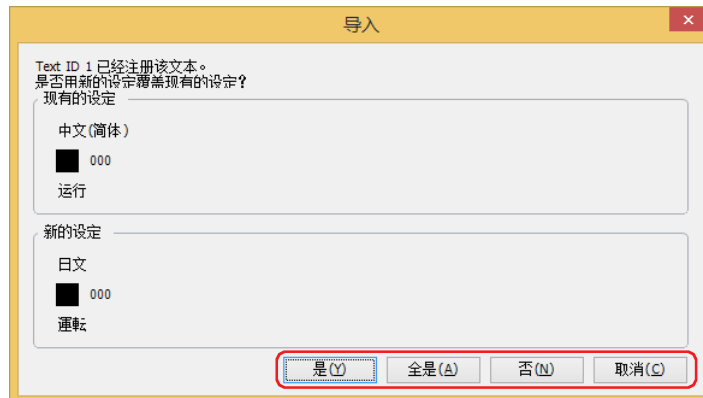 导入
Text ID 1 已经注册该文本。
是否用新的设定覆盖现有的设定?
现有的设定
中文(简体)
000
运行
新的设定
日文
000
運転
是(Y) 全是(A) 否(N) 取消(C)